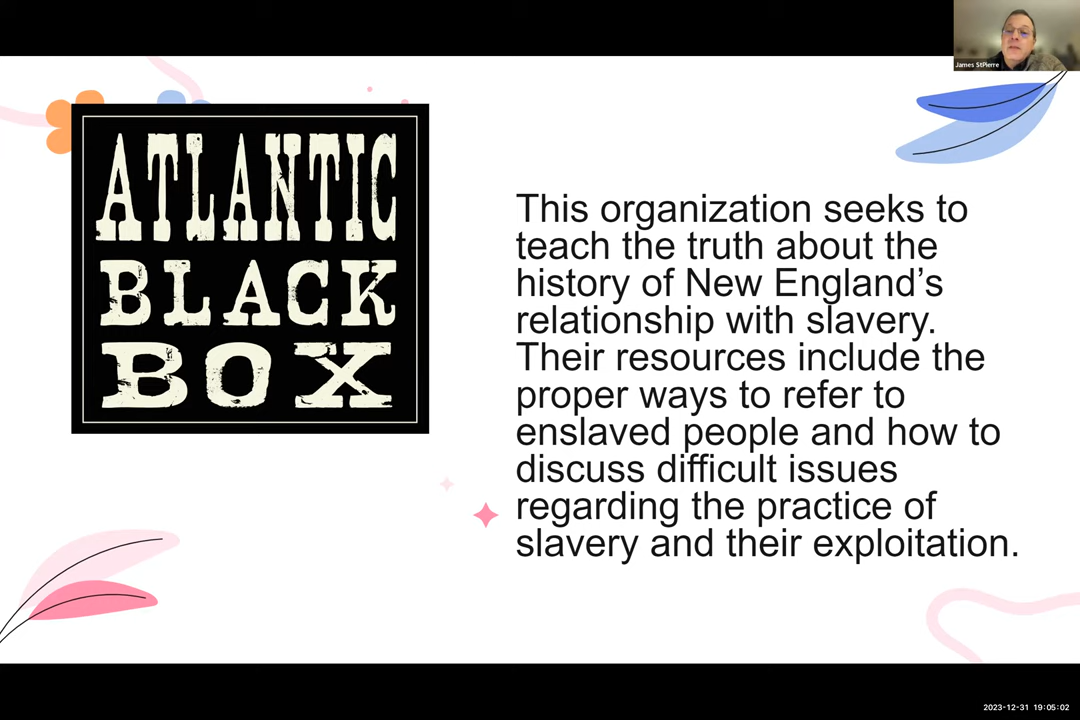 James StPierre
ATLANTIC
BLACK
BOX
This organization seeks to
teach the truth about the
history of New England’s
relationship with slavery.
Their resources include the
proper ways to refer to
enslaved people and how to
discuss difficult issues
regarding the practice of
slavery and their exploitation.
2023-12-31 19:05:02